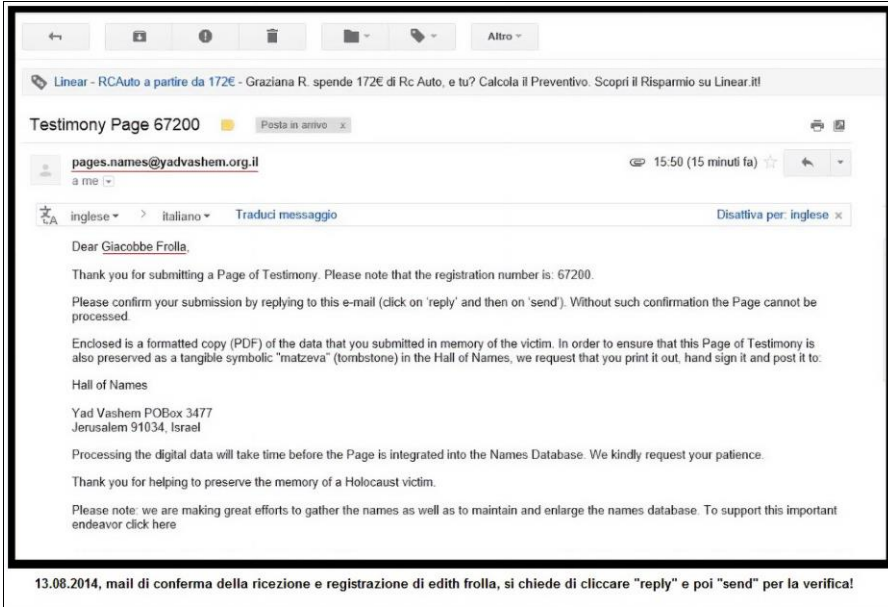 Altro
Linear - RCAuto a partire da 172€ - Graziana R. spende 172€ di Rc Auto, e tu? Calcola il Preventivo. Scopri il Risparmio su Linear.it!
Testimony Page 67200 Posta in arrivo x
pages.names@yadvashem.org.il 15:50 (15 minuti fa)
a me
inglese > italiano Traduci messaggio Disattiva per: inglese x
Dear Giacobbe Frolla,
Thank you for submitting a Page of Testimony. Please note that the registration number is: 67200.
Please confirm your submission by replying to this e-mail (click on 'reply' and then on 'send'). Without such confirmation the Page cannot be
processed.
Enclosed is a formatted copy (PDF) of the data that you submitted in memory of the victim. In order to ensure that this Page of Testimony is
also preserved as a tangible symbolic "matzeva" (tombstone) in the Hall of Names, we request that you print it out, hand sign it and post it to:
Hall of Names
Yad Vashem POBox 3477
Jerusalem 91034, Israel
Processing the digital data will take time before the Page is integrated into the Names Database. We kindly request your patience.
Thank you for helping to preserve the memory of a Holocaust victim.
Please note: we are making great efforts to gather the names as well as to maintain and enlarge the names database. To support this important
endeavor click here
13.08.2014, mail di conferma della ricezione e registrazione di edith frolla, si chiede di cliccare "reply" e poi "send" per la verifica!